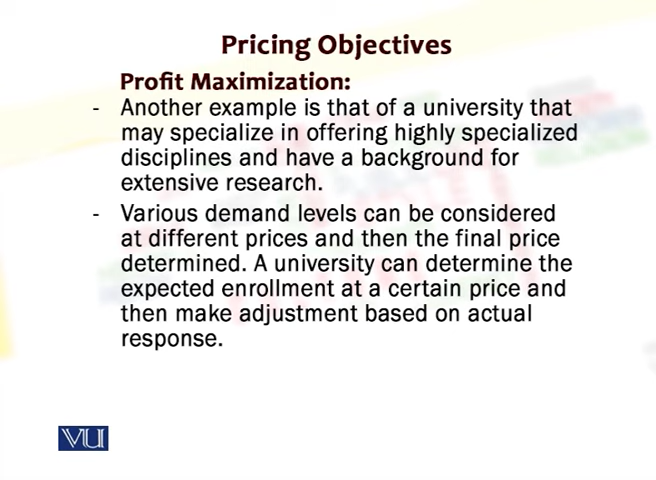 Pricing Objectives
Profit Maximization:
- Another example is that of a university that
may specialize in offering highly specialized
disciplines and have a background for
extensive research.
- Various demand levels can be considered
at different prices and then the final price
determined. A university can determine the
expected enrollment at a certain price and
then make adjustment based on actual
response.
VU